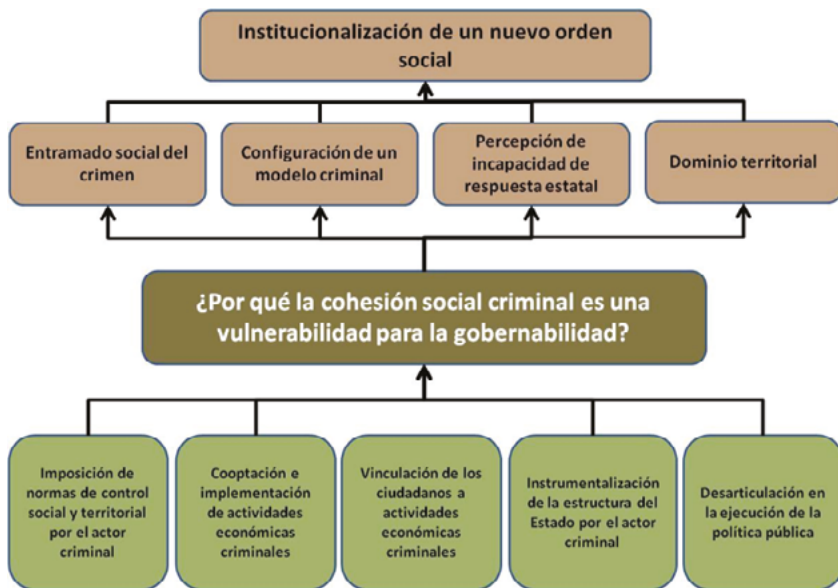 Institucionalización de un nuevo orden
social
Entramado social del
crimen
Configuración de un
modelo criminal
Percepción de
incapacidad de
respuesta estatal
Dominio territorial
¿Por qué la cohesión social criminal es una
vulnerabilidad para la gobernabilidad?
Imposición de
normas de control
social y territorial
por el actor
criminal
Cooptación e
implementación
de actividades
económicas
criminales
Vinculación de los
ciudadanos a
actividades
económicas
criminales
Instrumentalización
de la estructura del
Estado por el actor
criminal
Desarticulación en
la ejecución de la
política pública